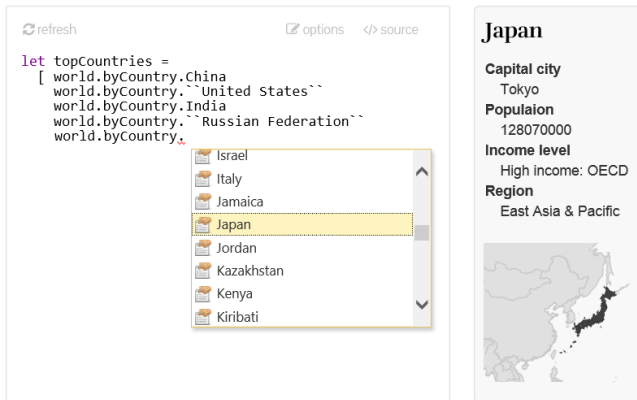 refresh options </> source
let topCountries =
[ world.byCountry.China
world.byCountry.``United States``
world.byCountry.India
world.byCountry.``Russian Federation``
world.byCountry.
Israel
Italy
Jamaica
Japan
Jordan
Kazakhstan
Kenya
Kiribati
Japan
Capital city
Tokyo
Populaion
128070000
Income level
High income: OECD
Region
East Asia & Pacific